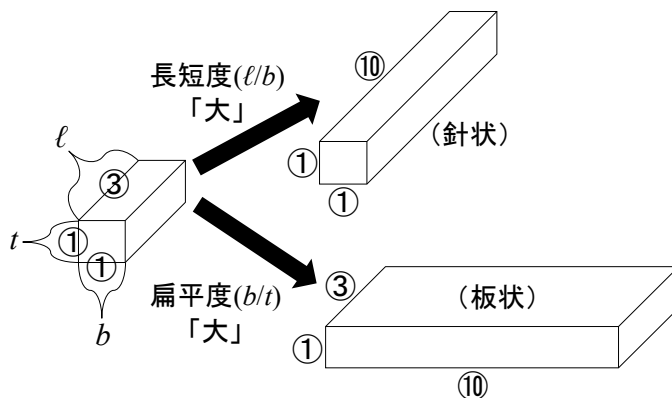 長短度(ℓ/b)
「大」
⑩
(針状)
①
①
ℓ
③
t
①
①
b
扁平度(b/t)
「大」
③
(板状)
①
⑩